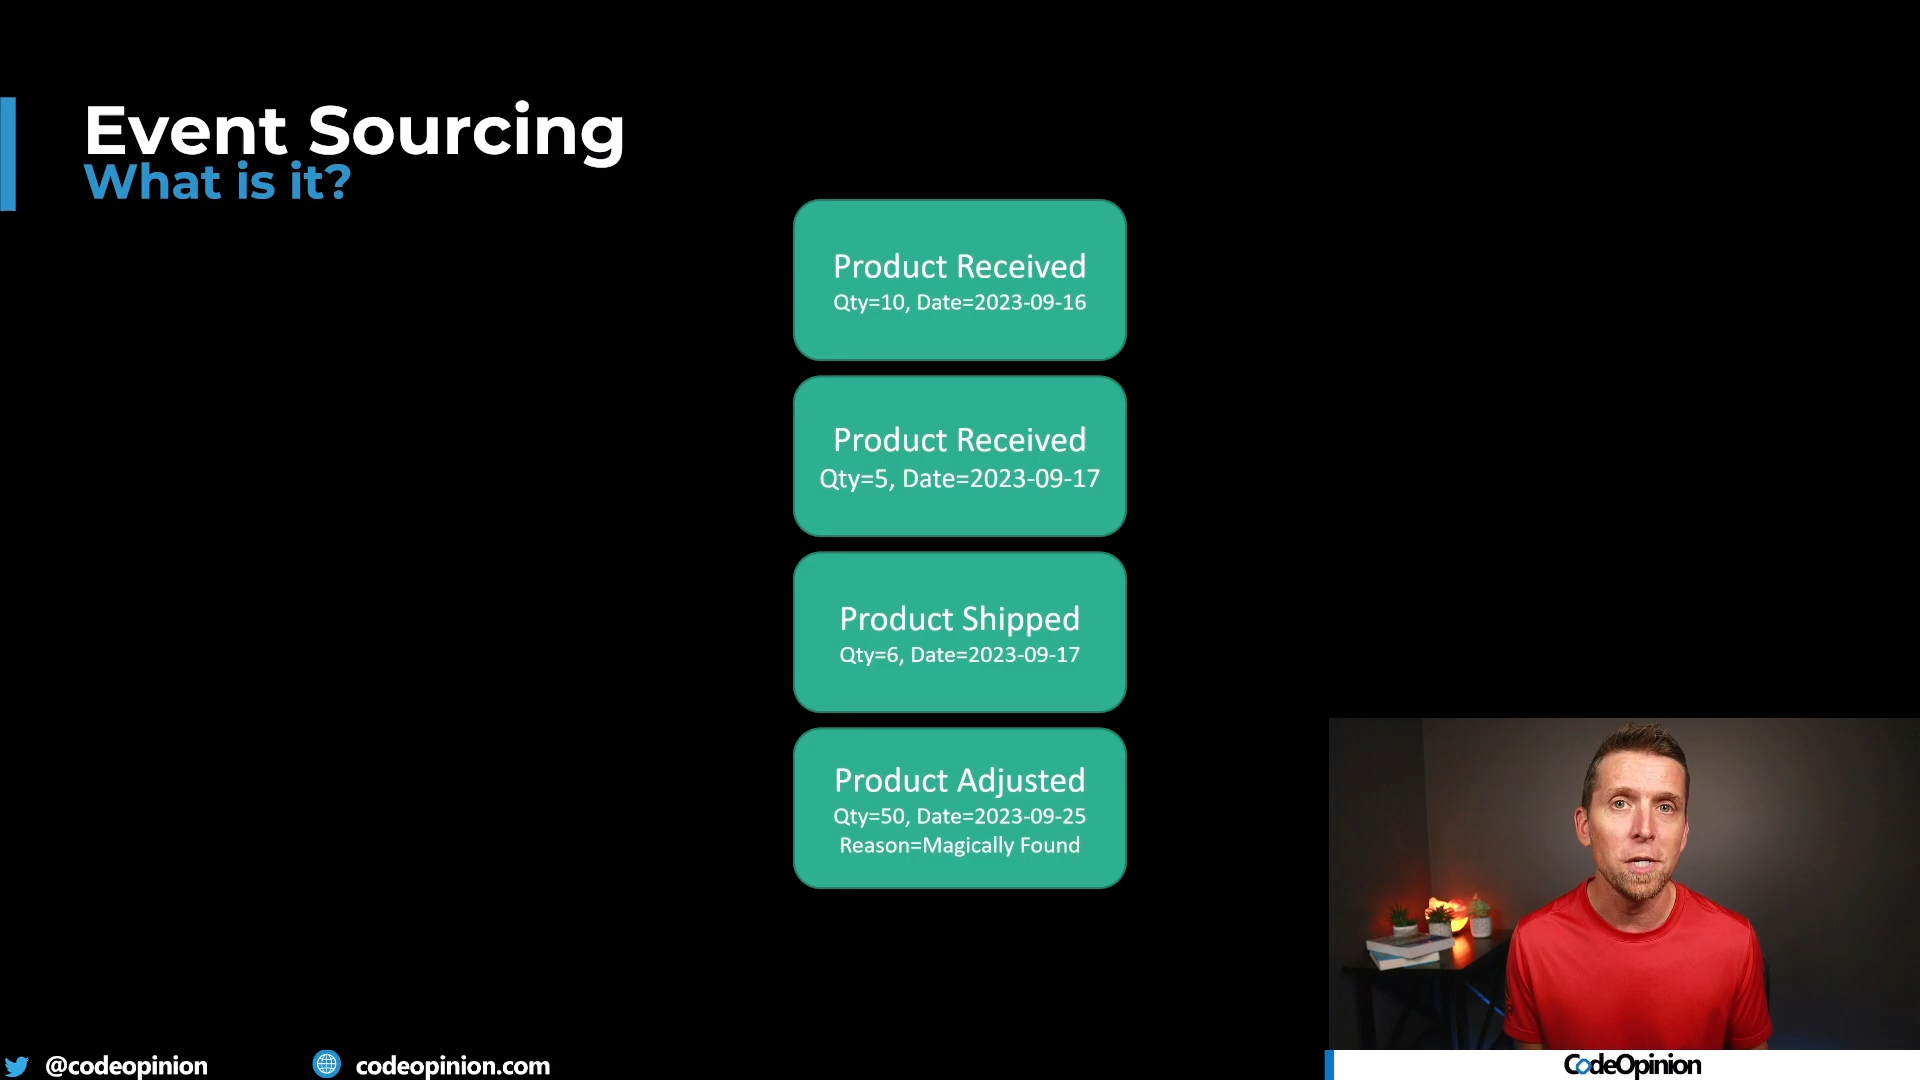 Event Sourcing
What is it?
Product Received
Qty=10, Date=2023-09-16
Product Received
Qty=5, Date=2023-09-17
Product Shipped
Qty=6, Date=2023-09-17
Product Adjusted
Qty=50, Date=2023-09-25
Reason=Magically Found
@codeopinion
codeopinion.com
CodeOpinion